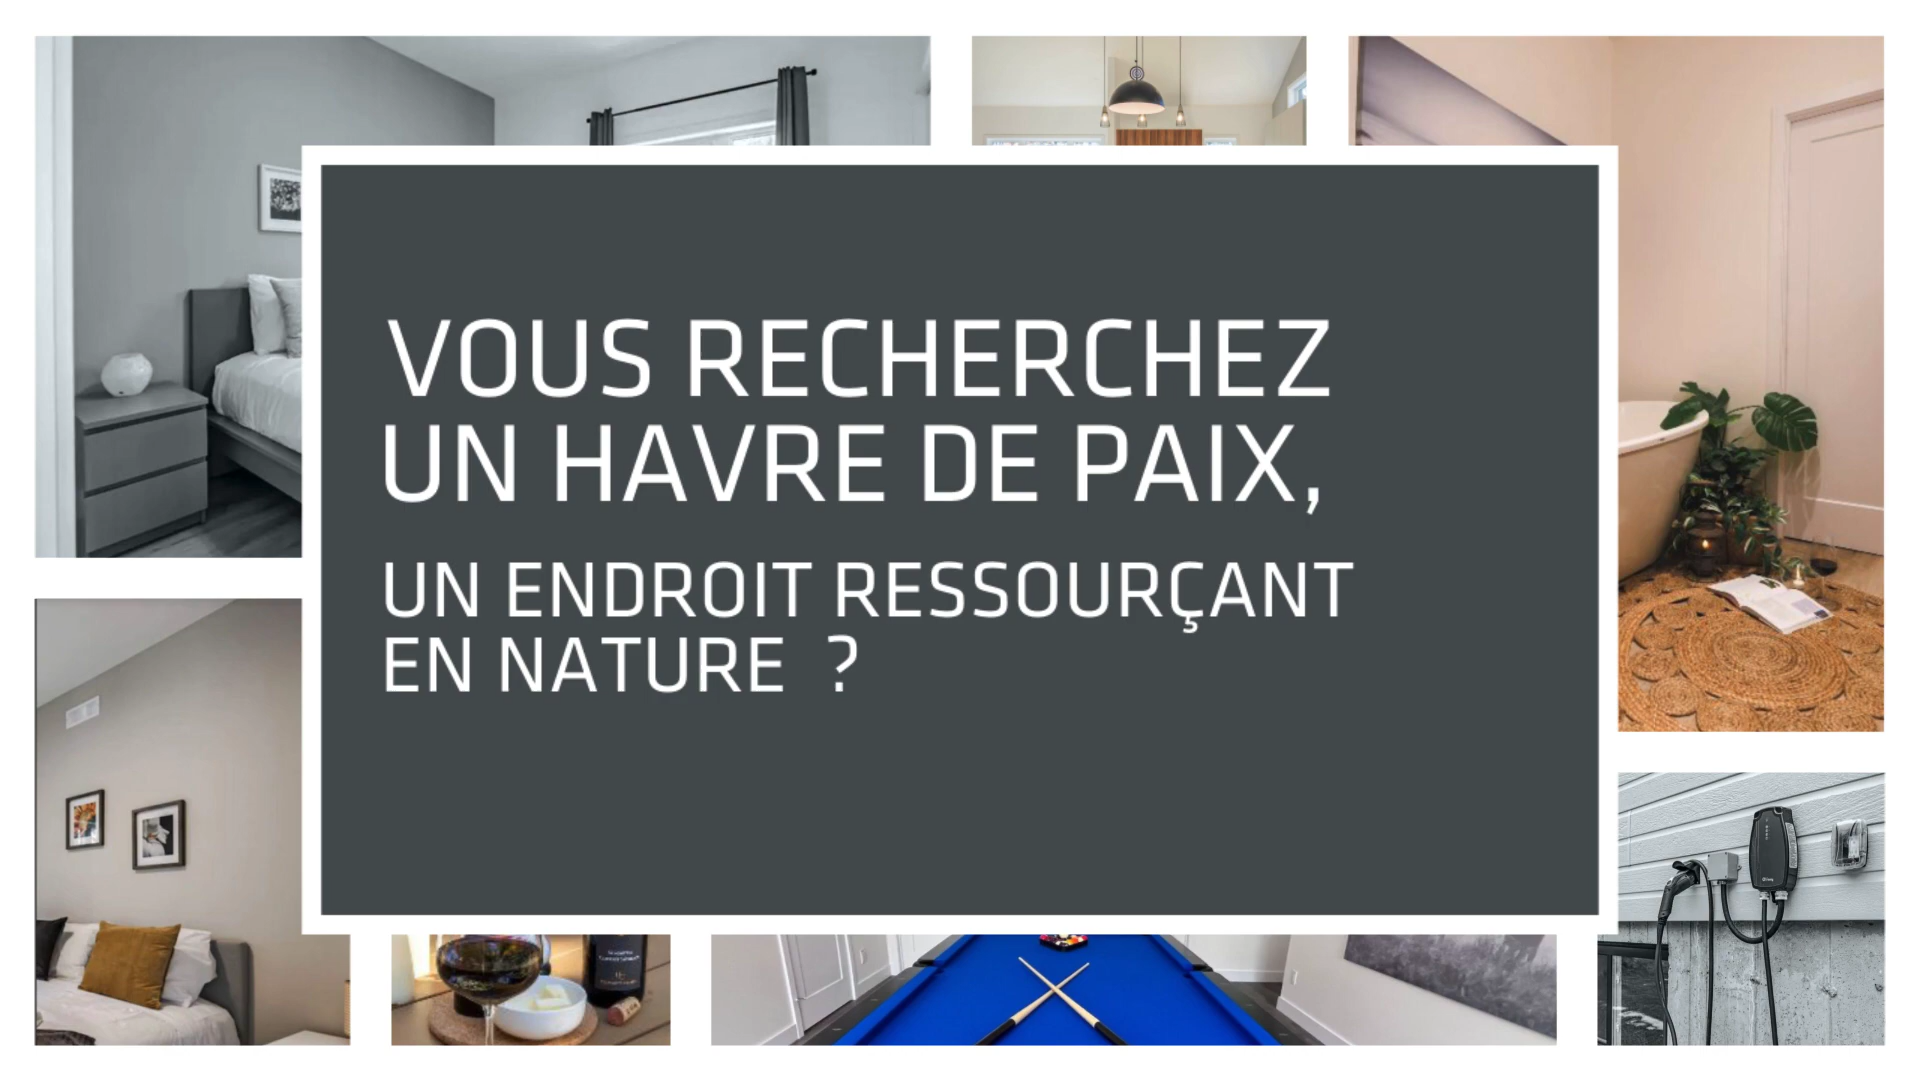 VOUS RECHERCHEZ
UN HAVRE DE PAIX,
UN ENDROIT RESSOURÇANT
EN NATURE ?